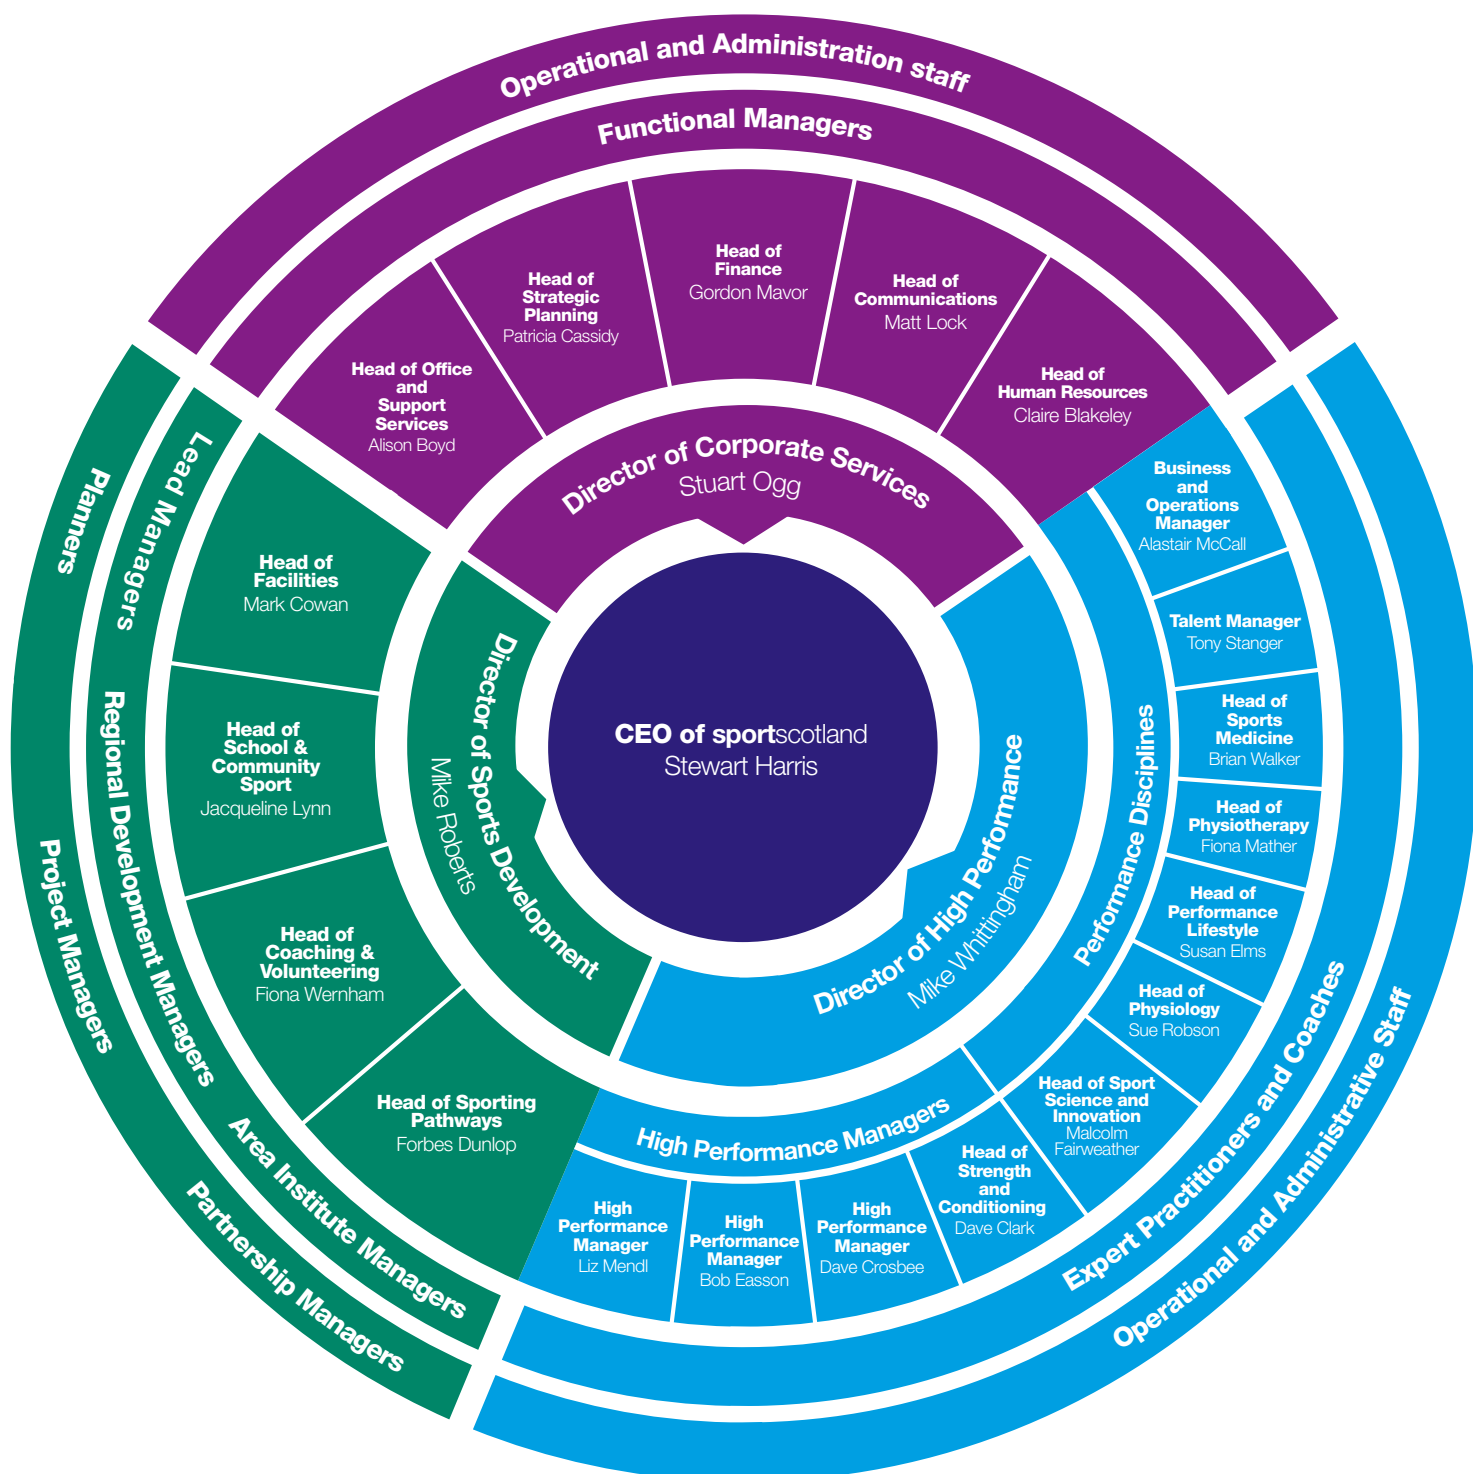 Operational and Administration staff
Functional Managers
Head of Office
and
Support
Services
Alison Boyd
Head of
Strategic
Planning
Patricia Cassidy
Head of
Finance
Gordon Mavor
Head of
Communications
Matt Lock
Head of
Human Resources
Claire Blakeley
Director of Corporate Services
Stuart Ogg
CEO of sportscotland
Stewart Harris
Director of High Performance
Mike Whittingham
Performance Disciplines
Business
and
Operations
Manager
Alastair McCall
Talent Manager
Tony Stanger
Head of
Sports
Medicine
Brian Walker
Head of
Physiotherapy
Fiona Mather
Head of
Performance
Lifestyle
Susan Elms
Head of
Physiology
Sue Robson
Head of Sport
Science and
Innovation
Malcolm
Fairweather
Head of
Strength
and
Conditioning
Dave Clark
High Performance Managers
High
Performance
Manager
Dave Crosbee
High
Performance
Manager
Bob Easson
High
Performance
Manager
Liz Mendl
Expert Practitioners and Coaches
Operational and Administrative Staff
Director of Sports Development
Mike Roberts
Head of
Facilities
Mark Cowan
Head of
School &
Community
Sport
Jacqueline Lynn
Head of
Coaching &
Volunteering
Fiona Wernham
Head of Sporting
Pathways
Forbes Dunlop
Lead Managers
Regional Development Managers
Area Institute Managers
Planners
Project Managers
Partnership Managers